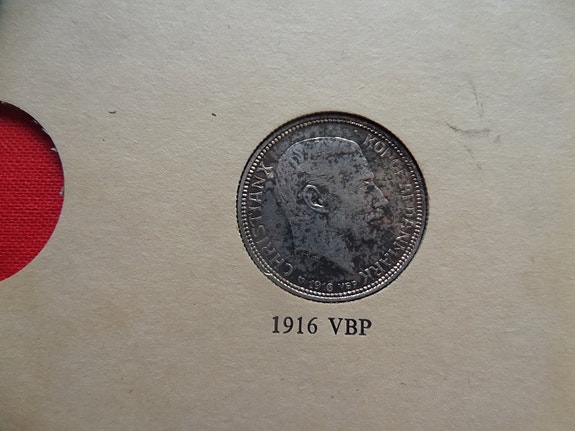 CHRISTIAN X KONGE AF DANMARK
1916 VBP
1916 VBP